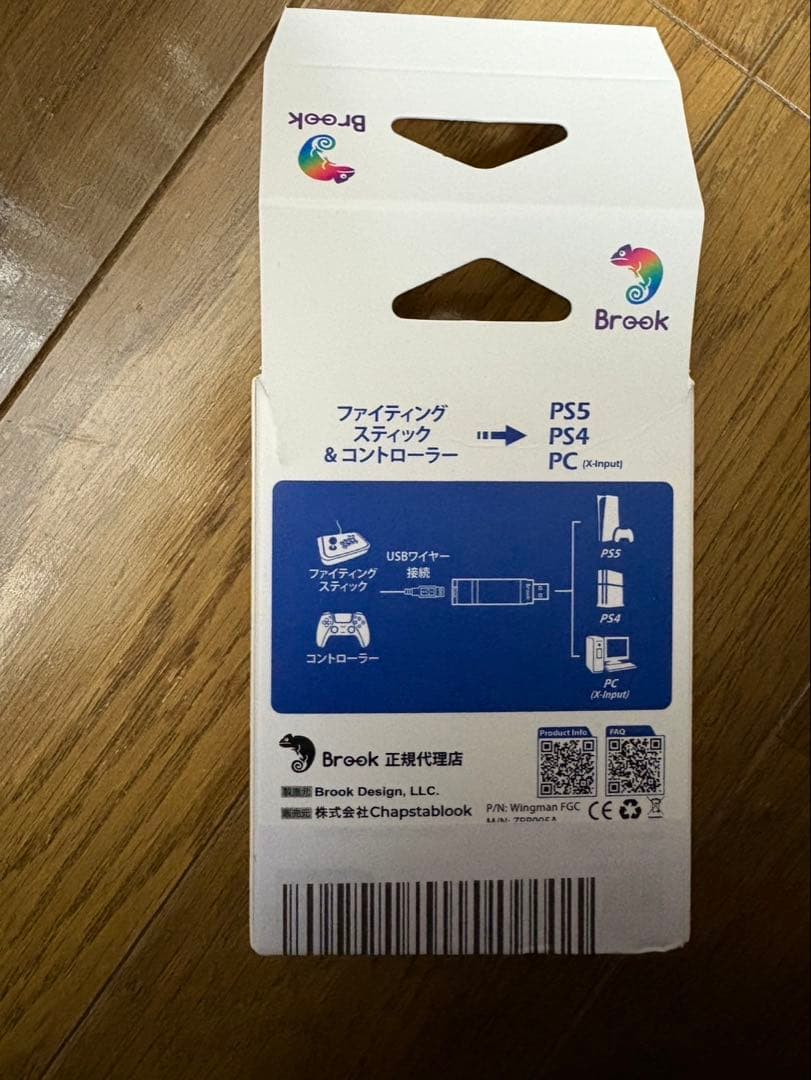 Brook
Brook
ファイティング
スティック
& コントローラー
PS5
PS4
PC (X-Input)
ファイティング
スティック
USBワイヤー
接続
コントローラー
Brook
PS5
PS4
PC
(X-Input)
Brook 正規代理店
製造元 Brook Design, LLC.
販売元 株式会社Chapstablook
Product Info
FAQ
P/N: Wingman FGC
CE